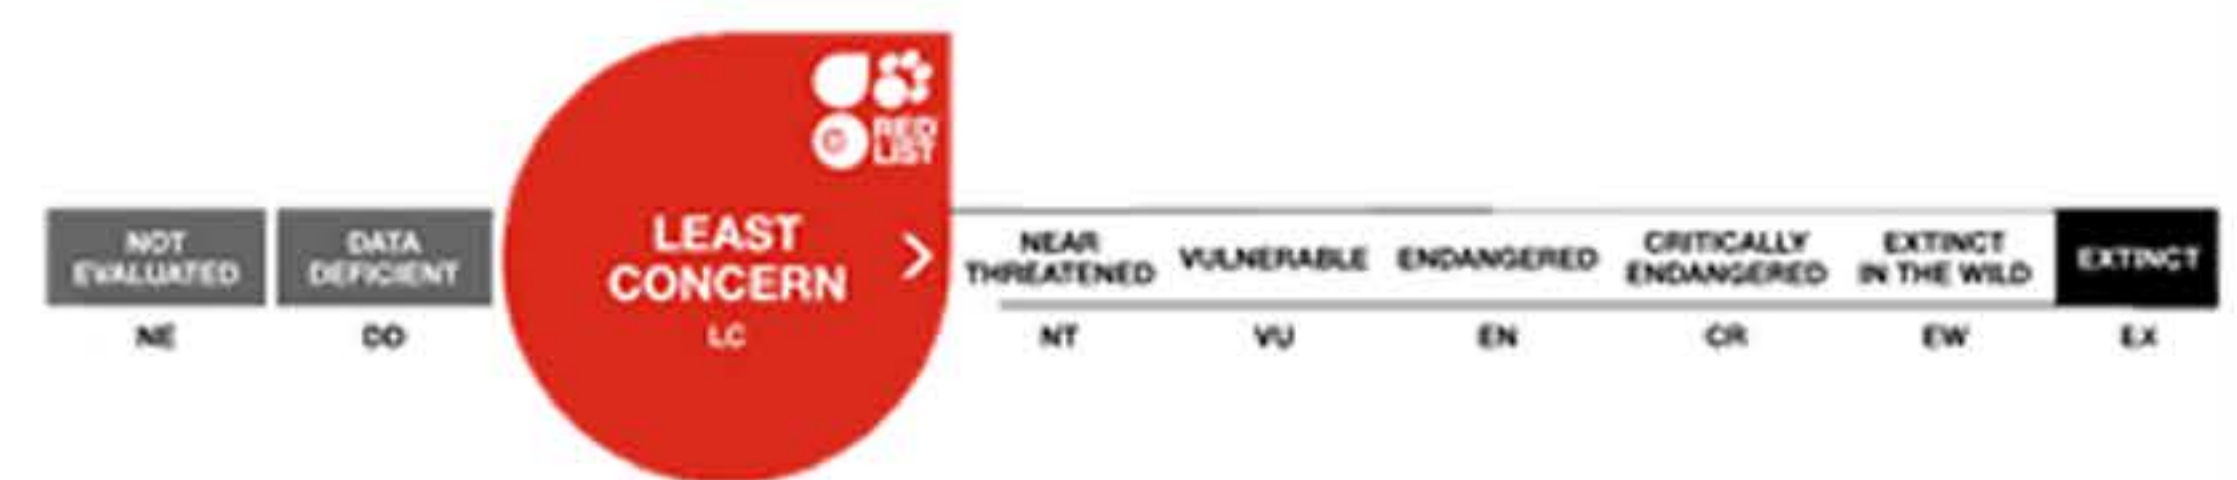 RED
LIST
NOT
EVALUATED
DATA
DEFICIENT
LEAST
CONCERN
NEAR
THREATENED
VULNERABLE
ENDANGERED
CRITICALLY
ENDANGERED
EXTINCT
IN THE WILD
EXTINCT
NE
DD
LC
NT
VU
EN
CR
EW
EX